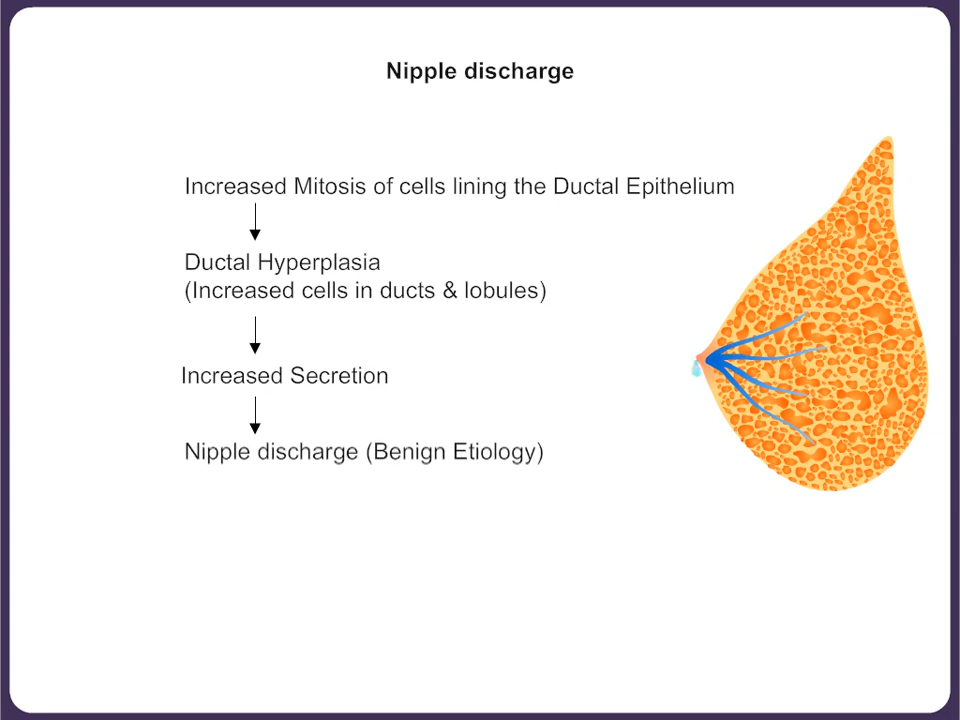 Nipple discharge
Increased Mitosis of cells lining the Ductal Epithelium
Ductal Hyperplasia
(Increased cells in ducts & lobules)
Increased Secretion
Nipple discharge (Benign Etiology)